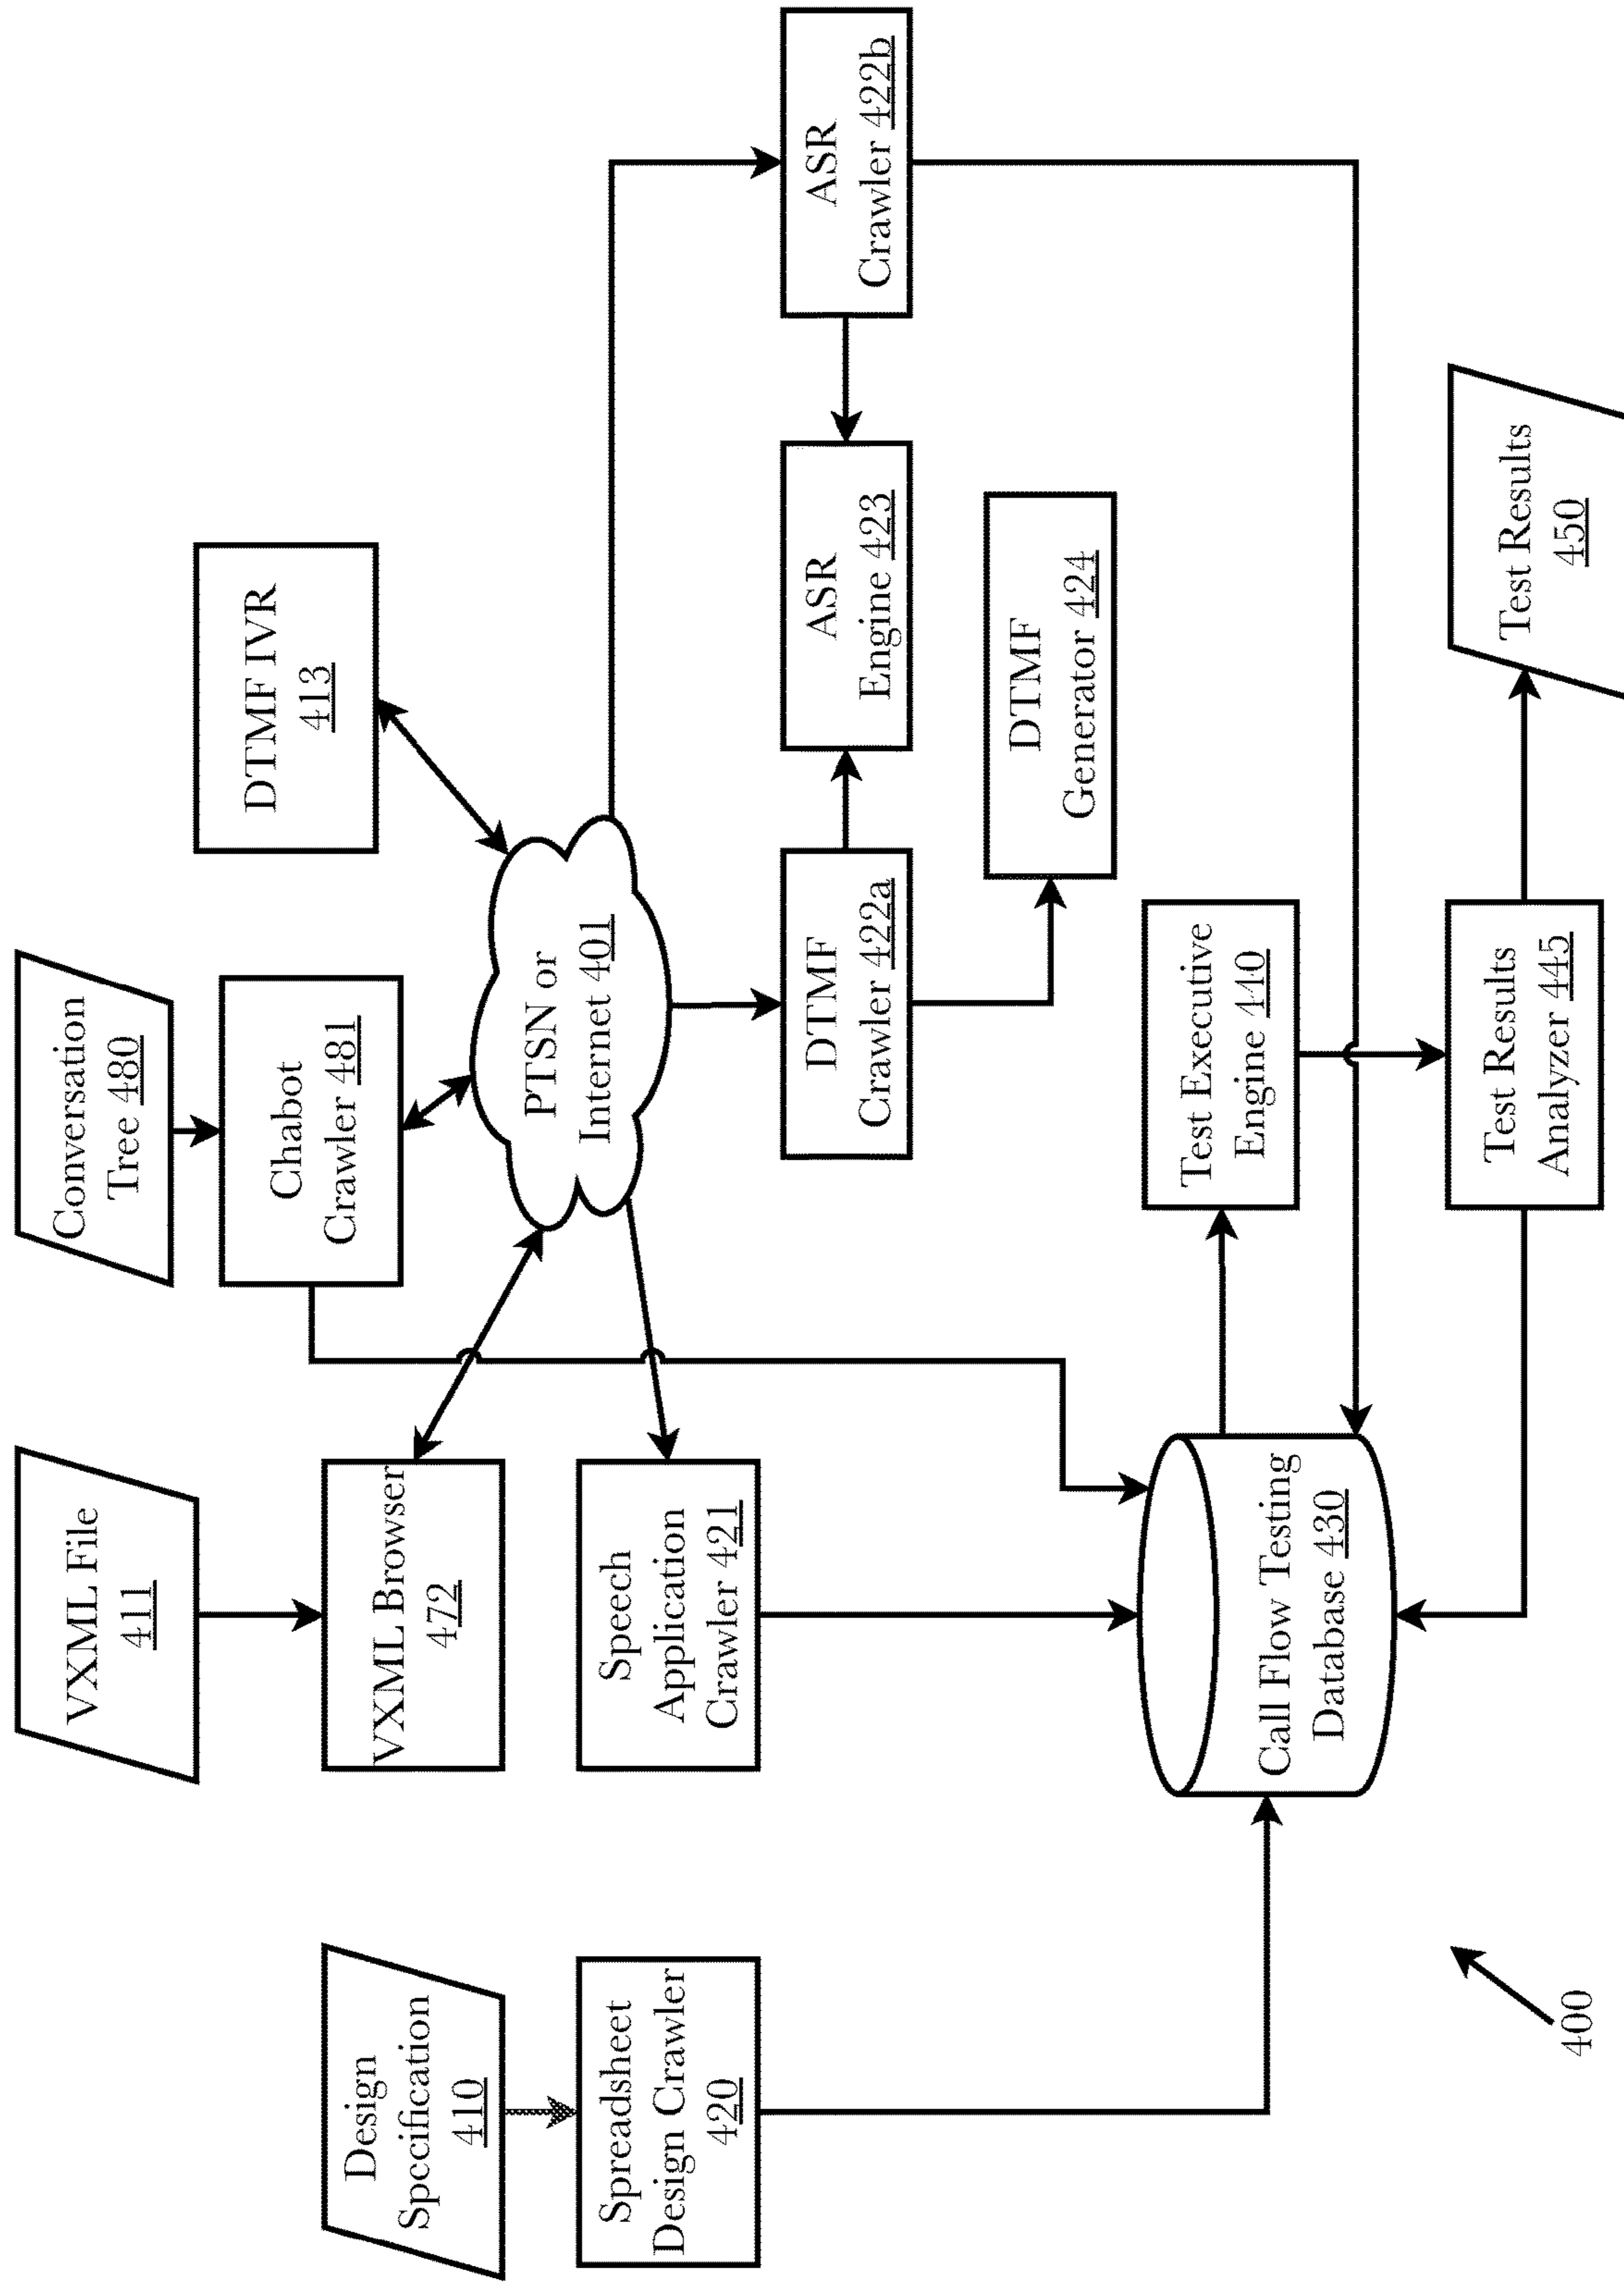 Conversation
Tree 480
VXML File
411
Chabot
Crawler 481
DTMF IVR
413
Design
Specification
410
VXML Browser
472
PTSN or
Internet 401
Spreadsheet
Design Crawler
420
Speech
Application
Crawler 421
DTMF
Crawler 422a
ASR
Engine 423
ASR
Crawler 422b
DTMF
Generator 424
Call Flow Testing
Database 430
Test Executive
Engine 440
Test Results
Analyzer 445
Test Results
450
400